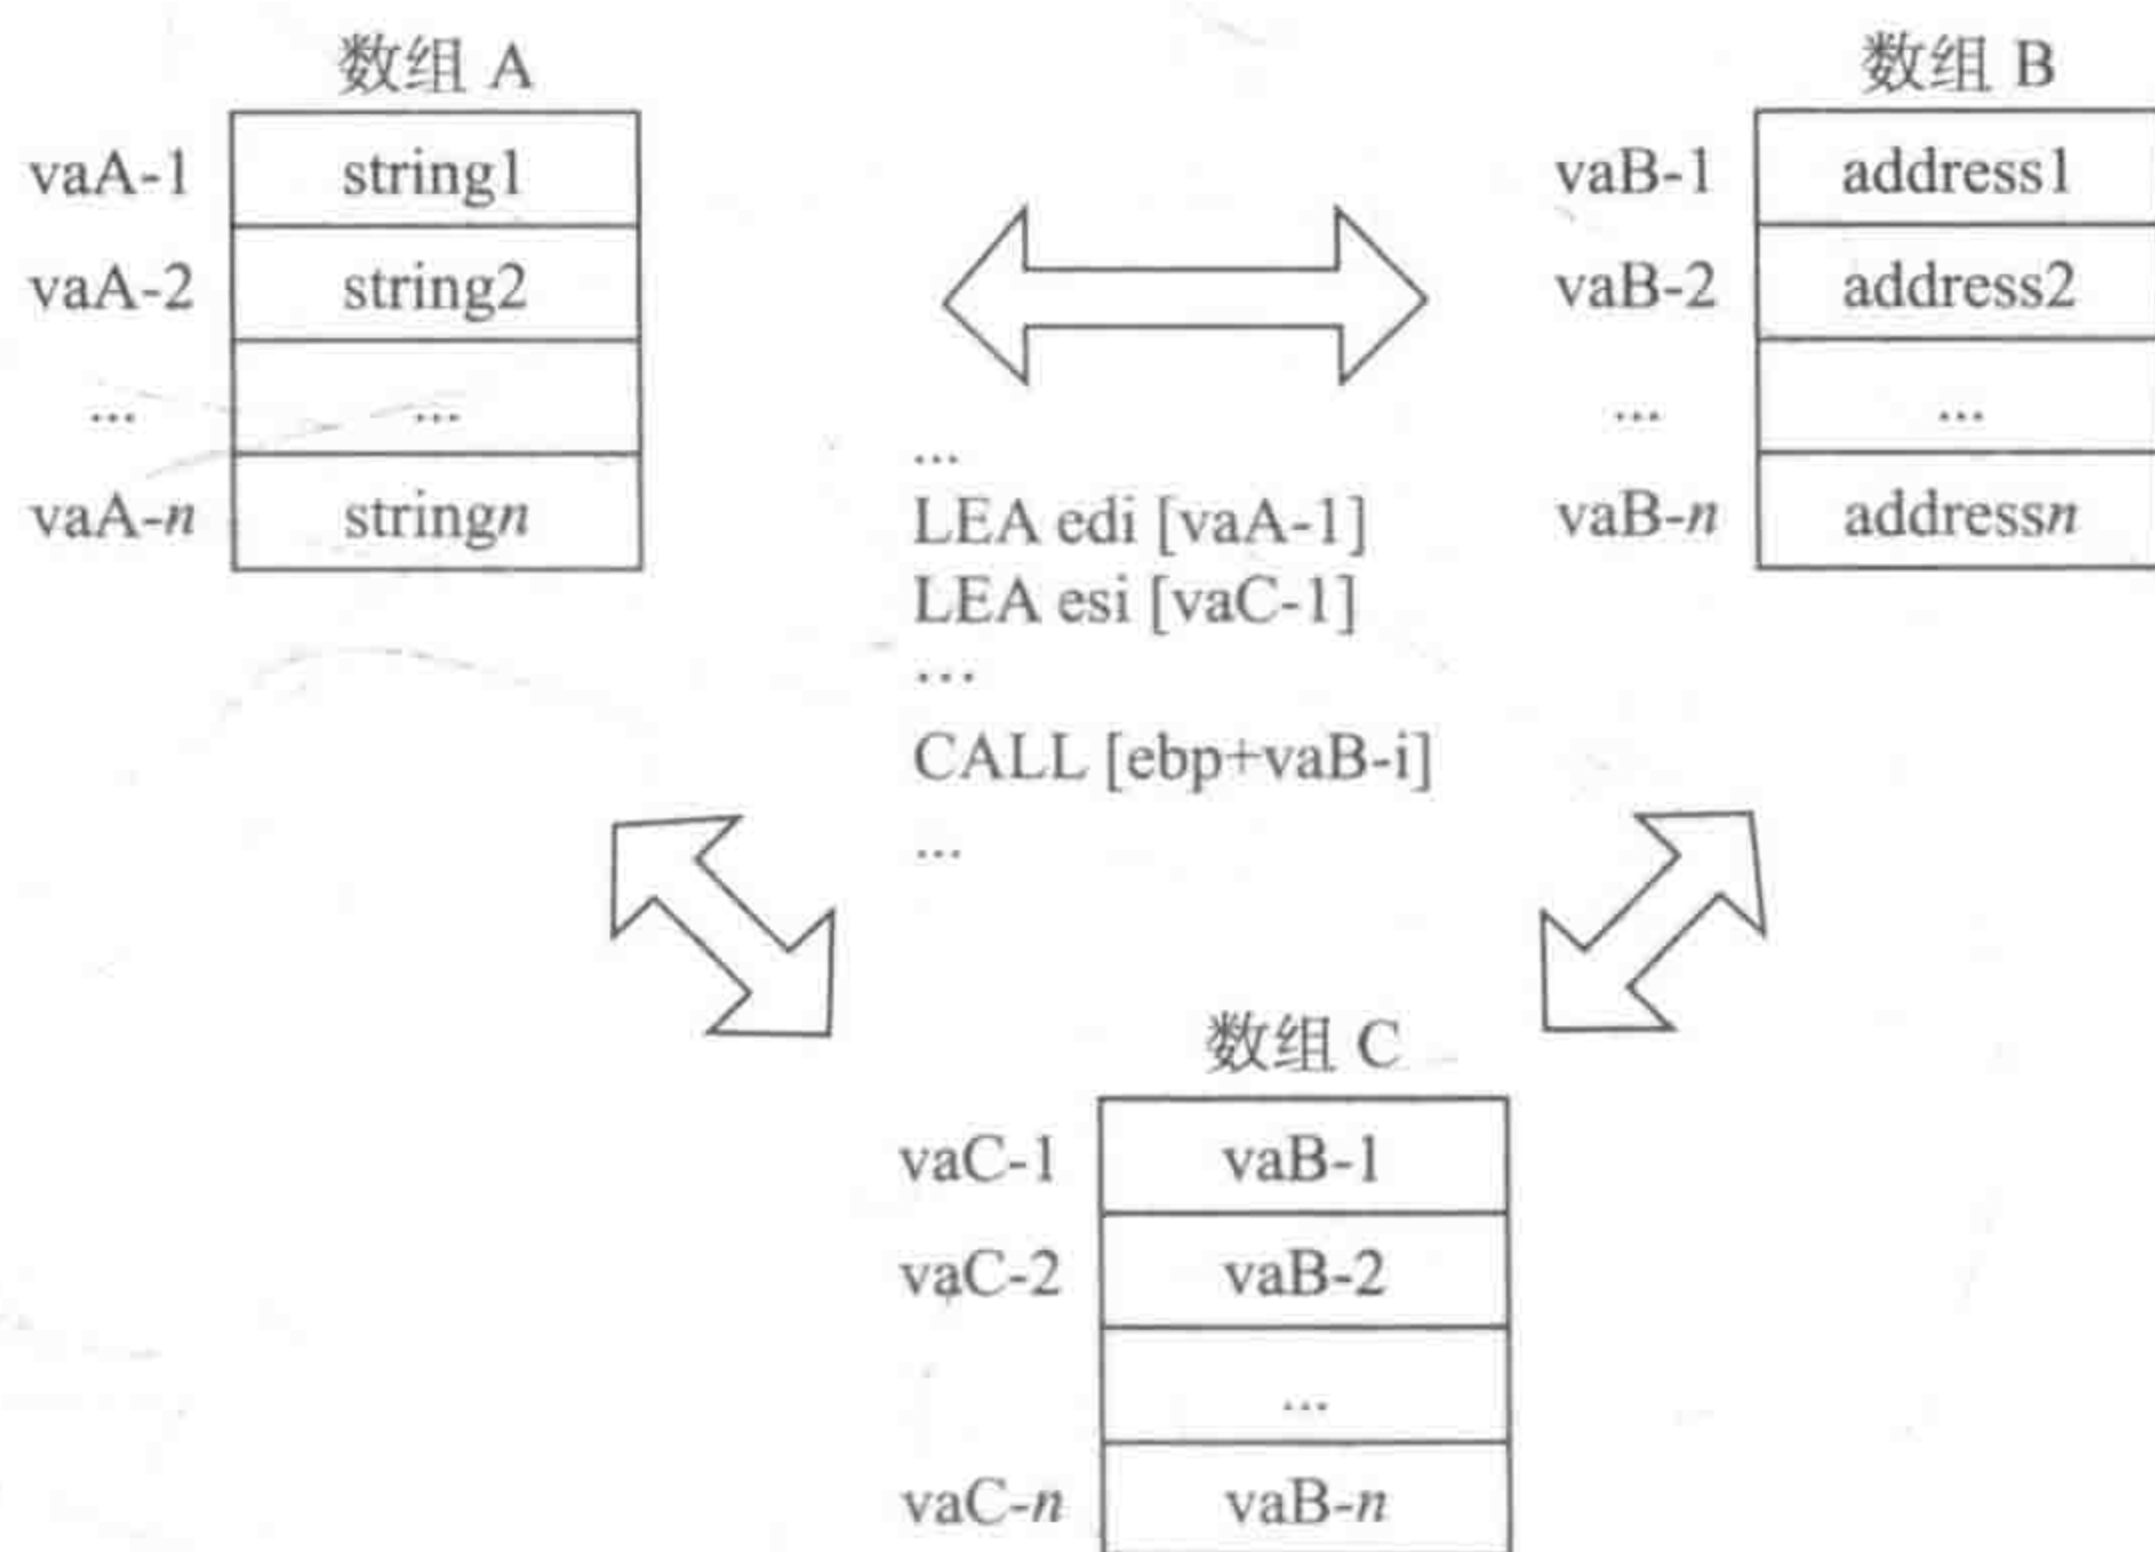 数组 A
vaA-1 string1
vaA-2 string2
... ...
vaA-n stringn
数组 B
vaB-1 address1
vaB-2 address2
... ...
vaB-n addressn
...
LEA edi [vaA-1]
LEA esi [vaC-1]
...
CALL [ebp+vaB-i]
...
数组 C
vaC-1 vaB-1
vaC-2 vaB-2
...
vaC-n vaB-n